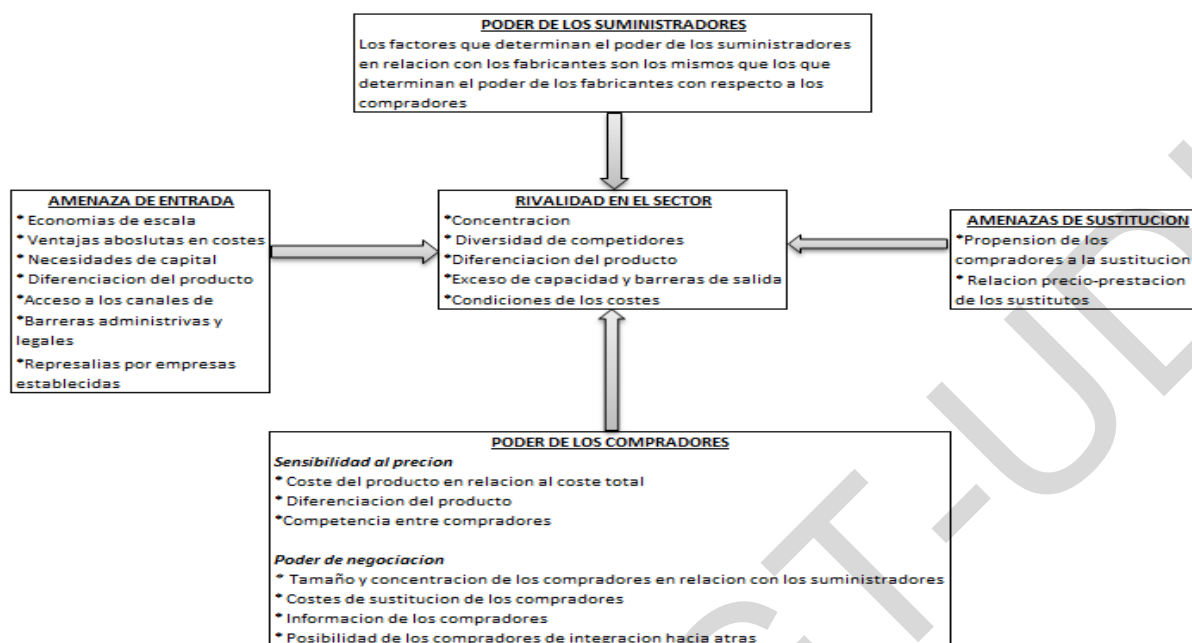 PODER DE LOS SUMINISTRADORES
Los factores que determinan el poder de los suministradores
en relacion con los fabricantes son los mismos que los que
determinan el poder de los fabricantes con respecto a los
compradores
AMENAZA DE ENTRADA
* Economias de escala
* Ventajas aboslutas en costes
* Necesidades de capital
* Diferenciacion del producto
*Acceso a los canales de
*Barreras administrivas y
legales
*Represalias por empresas
establecidas
RIVALIDAD EN EL SECTOR
*Concentracion
* Diversidad de competidores
*Diferenciacion del producto
*Exceso de capacidad y barreras de salida
*Condiciones de los costes
AMENAZAS DE SUSTITUCION
*Propension de los
compradores a la sustitucion
* Relacion precio-prestacion
de los sustitutos
PODER DE LOS COMPRADORES
Sensibilidad al precion
* Coste del producto en relacion al coste total
* Diferenciacion del producto
*Competencia entre compradores
Poder de negociacion
* Tamaño y concentracion de los compradores en relacion con los suministradores
* Costes de sustitucion de los compradores
* Informacion de los compradores
* Posibilidad de los compradores de integracion hacia atras